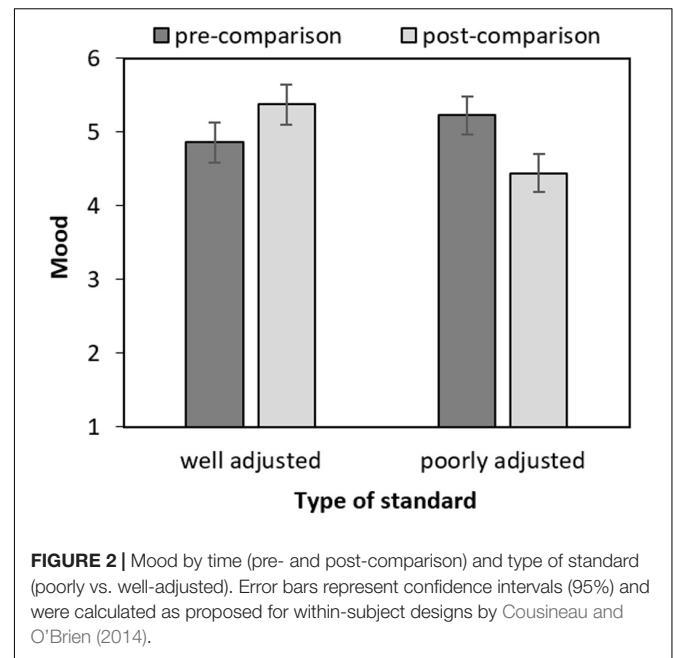 pre-comparison post-comparison
6
5
4
3
2
1
Mood
well adjusted poorly adjusted
Type of standard
FIGURE 2 | Mood by time (pre- and post-comparison) and type of standard
(poorly vs. well-adjusted). Error bars represent confidence intervals (95%) and
were calculated as proposed for within-subject designs by Cousineau and
O’Brien (2014).